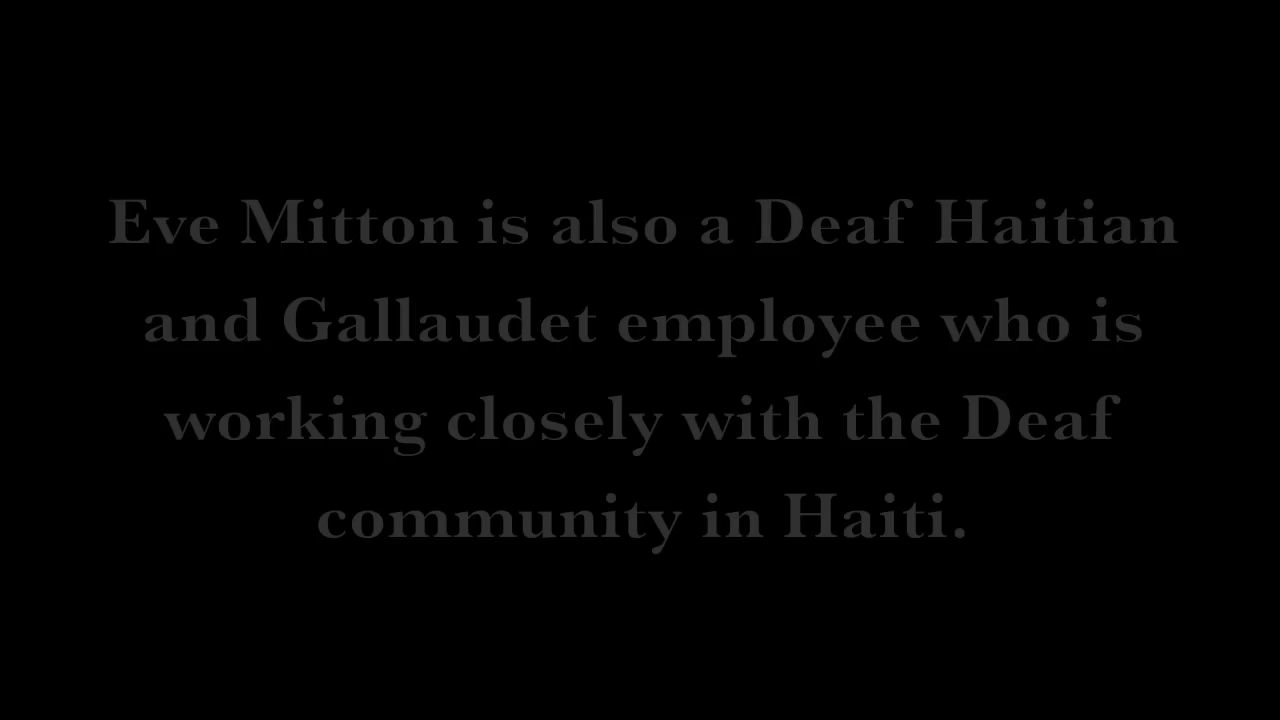 Eve Mitton is also a Deaf Haitian
and Gallaudet employee who is
working closely with the Deaf
community in Haiti.